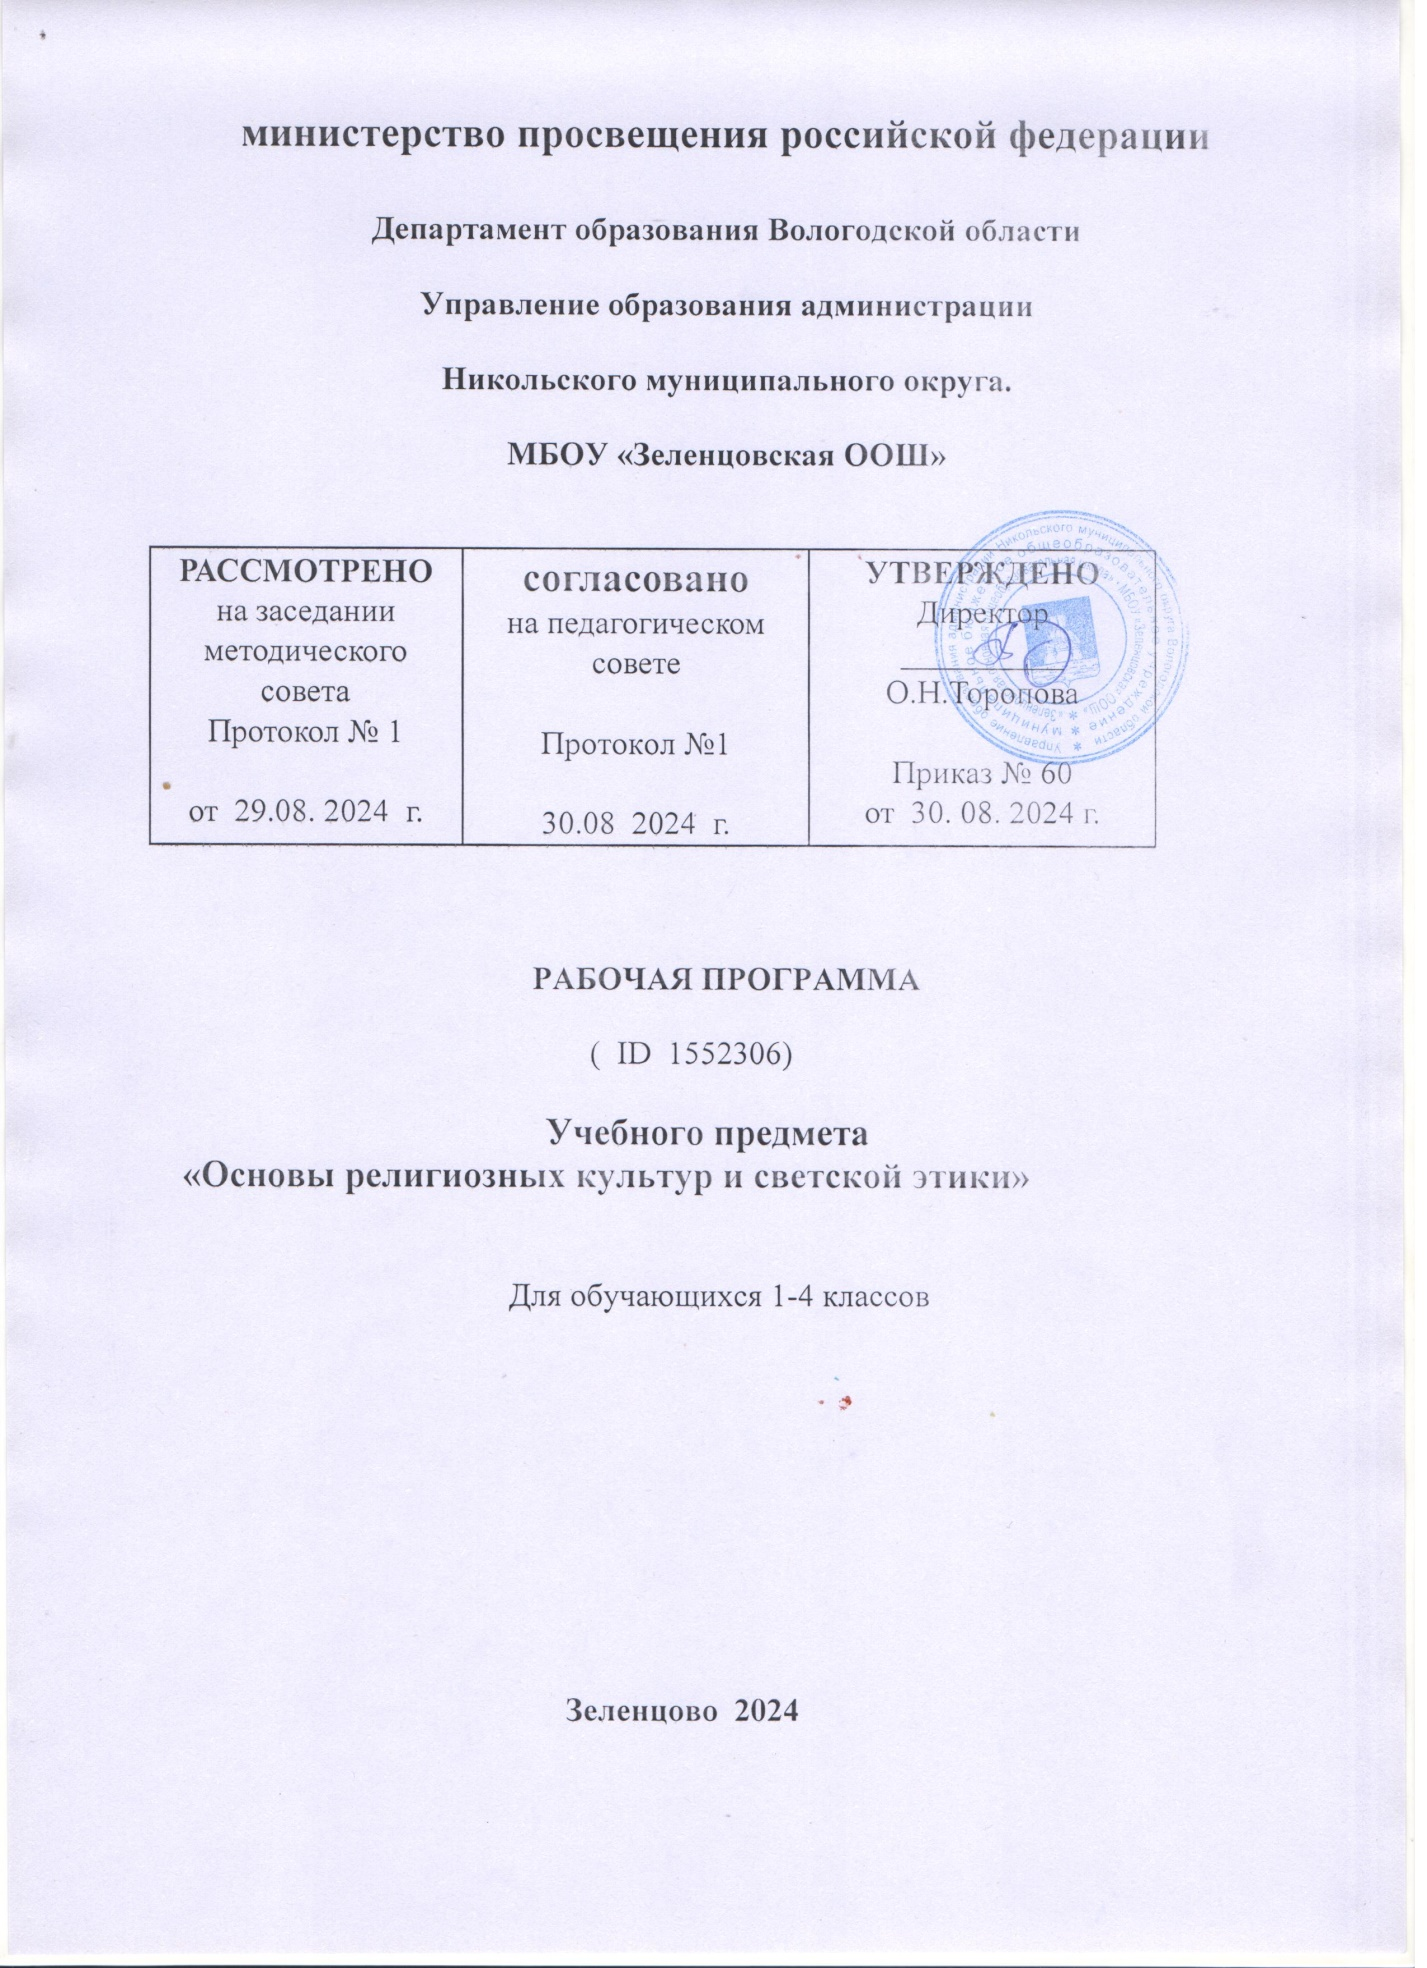 министерство просвещения российской федерации
Департамент образования Вологодской области
Управление образования администрации
Никольского муниципального округа.
МБОУ «Зеленцовская ООШ»
РАССМОТРЕНО
на заседании
методического
совета
Протокол № 1
от 29.08. 2024 г.
согласовано
на педагогическом
совете
Протокол №1
30.08 2024 г.
УТВЕРЖДЕНО
Директор
О.Н.Торопова
Приказ № 60
от 30. 08. 2024 г.
РАБОЧАЯ ПРОГРАММА
( ID 1552306)
Учебного предмета
«Основы религиозных культур и светской этики»
Для обучающихся 1-4 классов
Зеленцово 2024